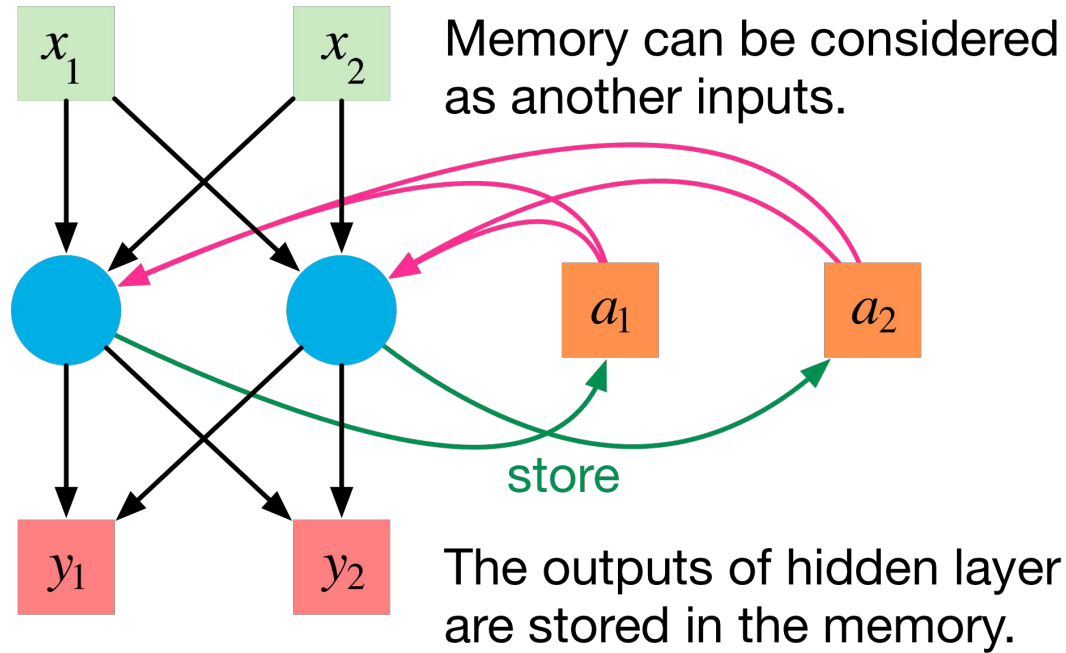 x1 x2
Memory can be considered
as another inputs.
a1 a2
store
y1 y2
The outputs of hidden layer
are stored in the memory.